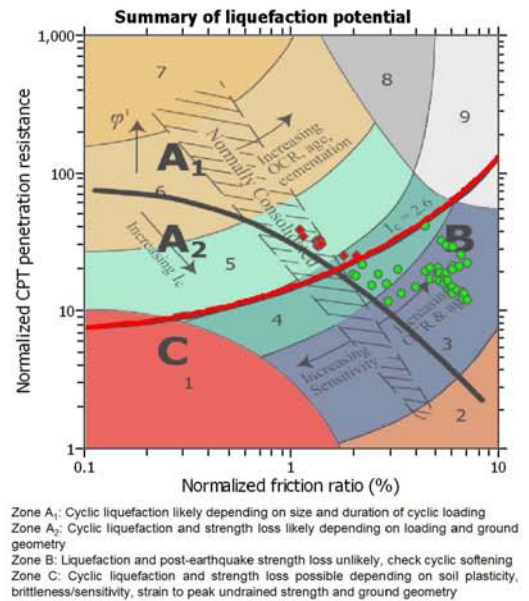 Summary of liquefaction potential
Normalized CPT penetration resistance
1,000
100
10
1
0.1
1
10
Normalized friction ratio (%)
7
8
9
φ'
A1
Normally Consolidated
Increasing
OCR, age,
cementation
6
A2
Increasing Ic
5
Ic = 2.6
B
4
Increasing
OCR & age
3
C
1
Increasing
Sensitivity
2
Zone A1: Cyclic liquefaction likely depending on size and duration of cyclic loading
Zone A2: Cyclic liquefaction and strength loss likely depending on loading and ground
geometry
Zone B: Liquefaction and post-earthquake strength loss unlikely, check cyclic softening
Zone C: Cyclic liquefaction and strength loss possible depending on soil plasticity,
brittleness/sensitivity, strain to peak undrained strength and ground geometry